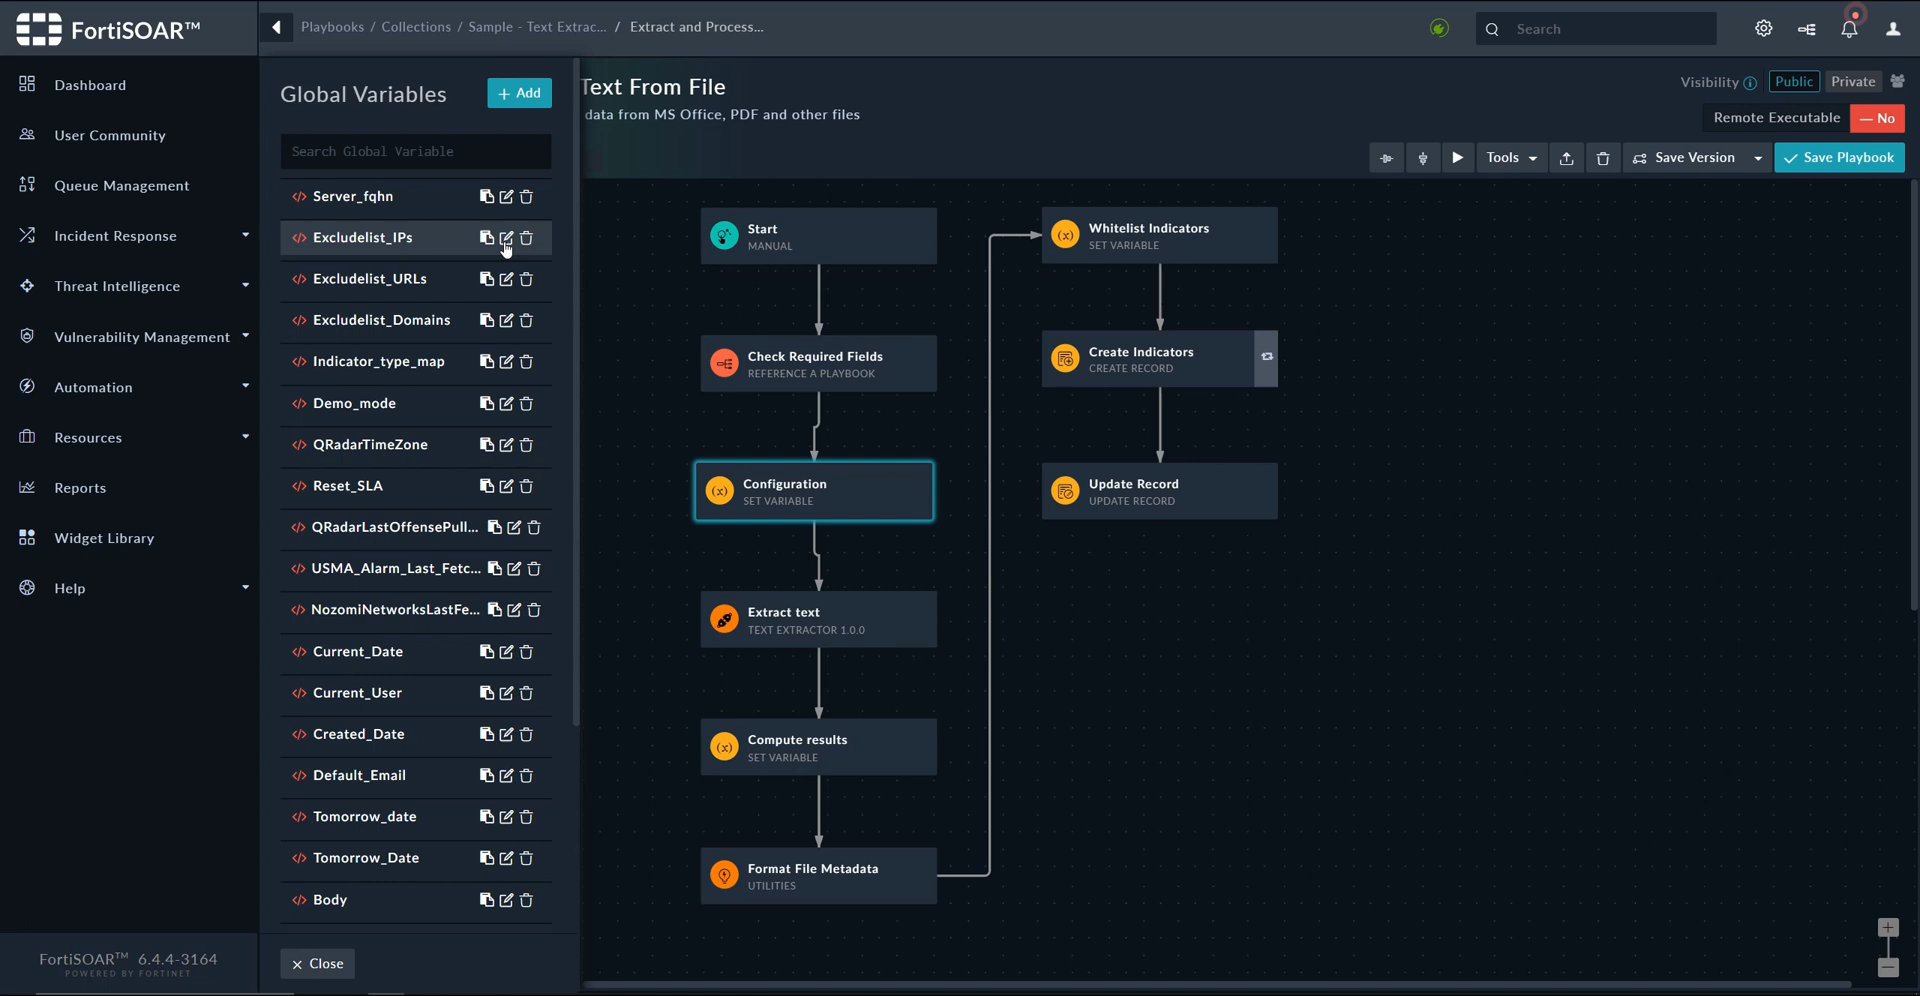 FortiSOAR™
Playbooks / Collections / Sample - Text Extrac... / Extract and Process...
Search
Dashboard
User Community
Queue Management
Incident Response
Threat Intelligence
Vulnerability Management
Automation
Resources
Reports
Widget Library
Help
FortiSOAR™ 6.4.4-3164
POWERED BY FORTINET
Global Variables
+ Add
Search Global Variable
</> Server_fqhn
</> Excludelist_IPs
</> Excludelist_URLs
</> Excludelist_Domains
</> Indicator_type_map
</> Demo_mode
</> QRadarTimeZone
</> Reset_SLA
</> QRadarLastOffensePull...
</> USMA_Alarm_Last_Fetc...
</> NozomiNetworksLastFe...
</> Current_Date
</> Current_User
</> Created_Date
</> Default_Email
</> Tomorrow_date
</> Tomorrow_Date
</> Body
× Close
Text From File
data from MS Office, PDF and other files
Visibility Public Private
Remote Executable — No
Tools
Save Version
Save Playbook
Start
MANUAL
Check Required Fields
REFERENCE A PLAYBOOK
(x) Configuration
SET VARIABLE
Extract text
TEXT EXTRACTOR 1.0.0
(x) Compute results
SET VARIABLE
Format File Metadata
UTILITIES
(x) Whitelist Indicators
SET VARIABLE
Create Indicators
CREATE RECORD
Update Record
UPDATE RECORD